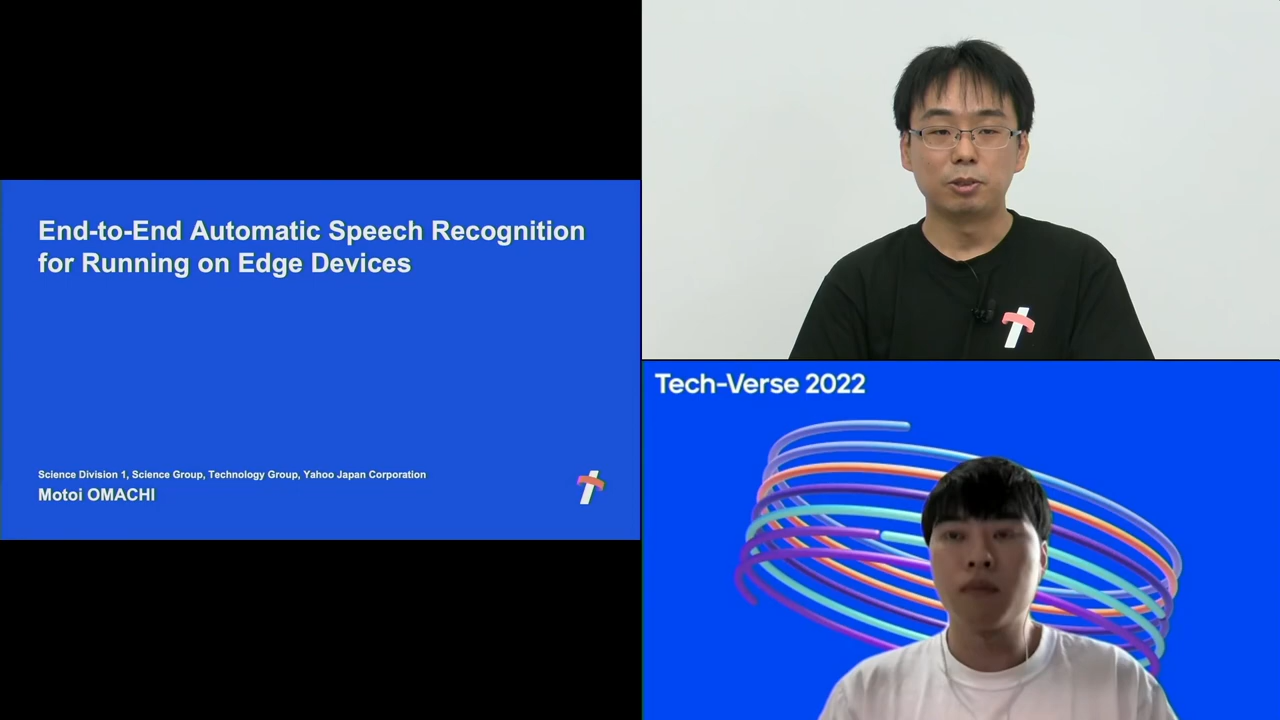 End-to-End Automatic Speech Recognition
for Running on Edge Devices
Science Division 1, Science Group, Technology Group, Yahoo Japan Corporation
Motoi OMACHI
Tech-Verse 2022